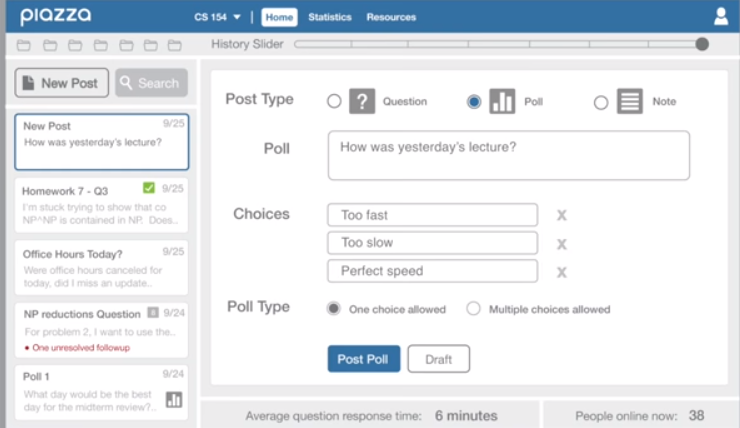 piazza
CS 154 ▼ | Home Statistics Resources
History Slider
New Post Search
New Post 9/25
How was yesterday's lecture?
Homework 7 - Q3 9/25
I'm stuck trying to show that co
NP^NP is contained in NP. Does..
Office Hours Today? 9/25
Were office hours canceled for
today, did I miss an update..
NP reductions Question 9/24
For problem 2, I want to use the...
• One unresolved followup
Poll 1 9/24
What day would be the best
day for the midterm review?..
Post Type ? Question Poll Note
Poll How was yesterday's lecture?
Choices Too fast X
Too slow X
Perfect speed X
Poll Type One choice allowed Multiple choices allowed
Post Poll Draft
Average question response time: 6 minutes People online now: 38